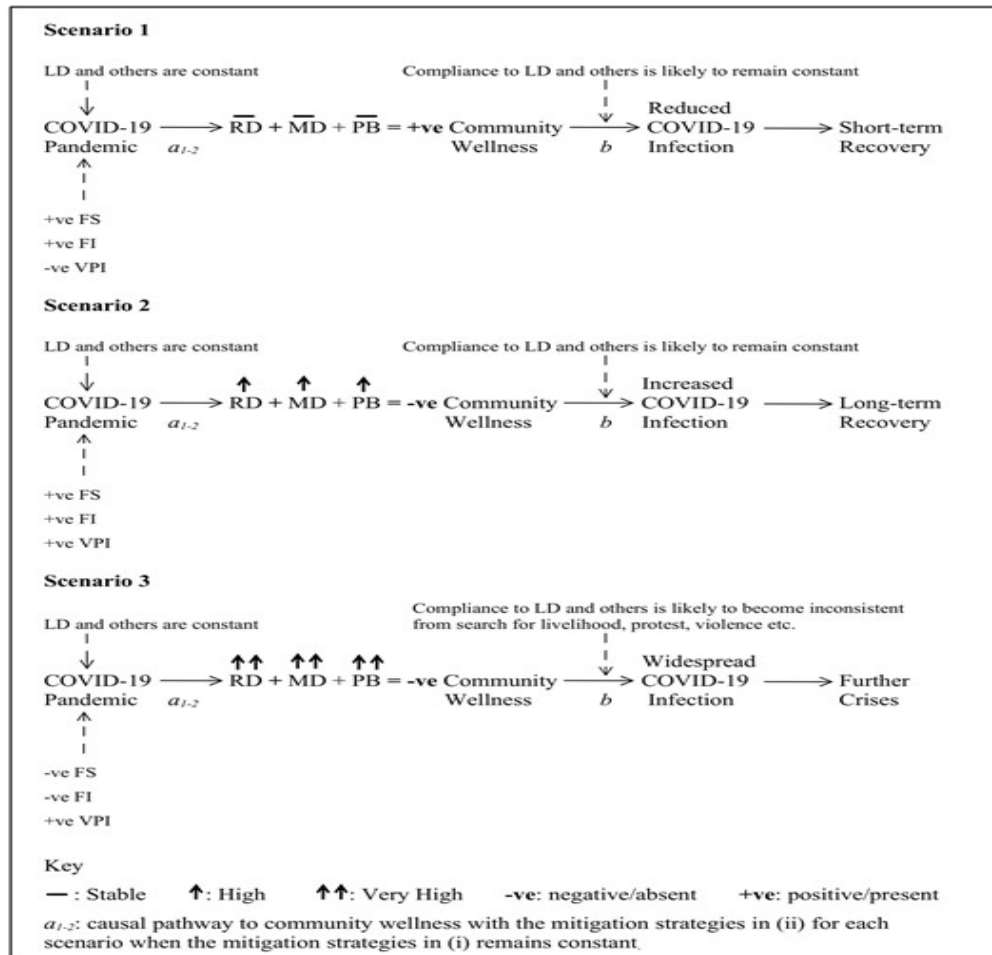 Scenario 1
LD and others are constant Compliance to LD and others is likely to remain constant
Reduced
COVID-19 RD + MD + PB = +ve Community COVID-19 Short-term
Pandemic a1-2 Wellness b Infection Recovery
+ve FS
+ve FI
-ve VPI
Scenario 2
LD and others are constant Compliance to LD and others is likely to remain constant
Increased
COVID-19 RD + MD + PB = -ve Community COVID-19 Long-term
Pandemic a1-2 Wellness b Infection Recovery
+ve FS
+ve FI
+ve VPI
Scenario 3
Compliance to LD and others is likely to become inconsistent
LD and others are constant from search for livelihood, protest, violence etc.
Widespread
COVID-19 RD + MD + PB = -ve Community COVID-19 Further
Pandemic a1-2 Wellness b Infection Crises
-ve FS
-ve FI
+ve VPI
Key
— : Stable ↑: High ↑↑: Very High -ve: negative/absent +ve: positive/present
a1-2: causal pathway to community wellness with the mitigation strategies in (ii) for each
scenario when the mitigation strategies in (i) remains constant.